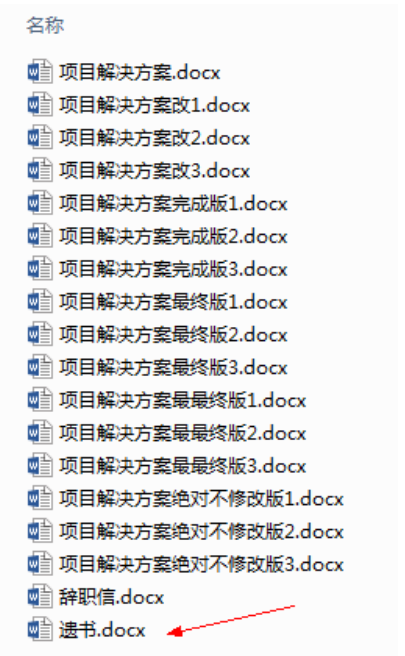 名称
项目解决方案.docx
项目解决方案改1.docx
项目解决方案改2.docx
项目解决方案改3.docx
项目解决方案完成版1.docx
项目解决方案完成版2.docx
项目解决方案完成版3.docx
项目解决方案最终版1.docx
项目解决方案最终版2.docx
项目解决方案最终版3.docx
项目解决方案最最终版1.docx
项目解决方案最最终版2.docx
项目解决方案最最终版3.docx
项目解决方案绝对不修改版1.docx
项目解决方案绝对不修改版2.docx
项目解决方案绝对不修改版3.docx
辞职信.docx
遗书.docx